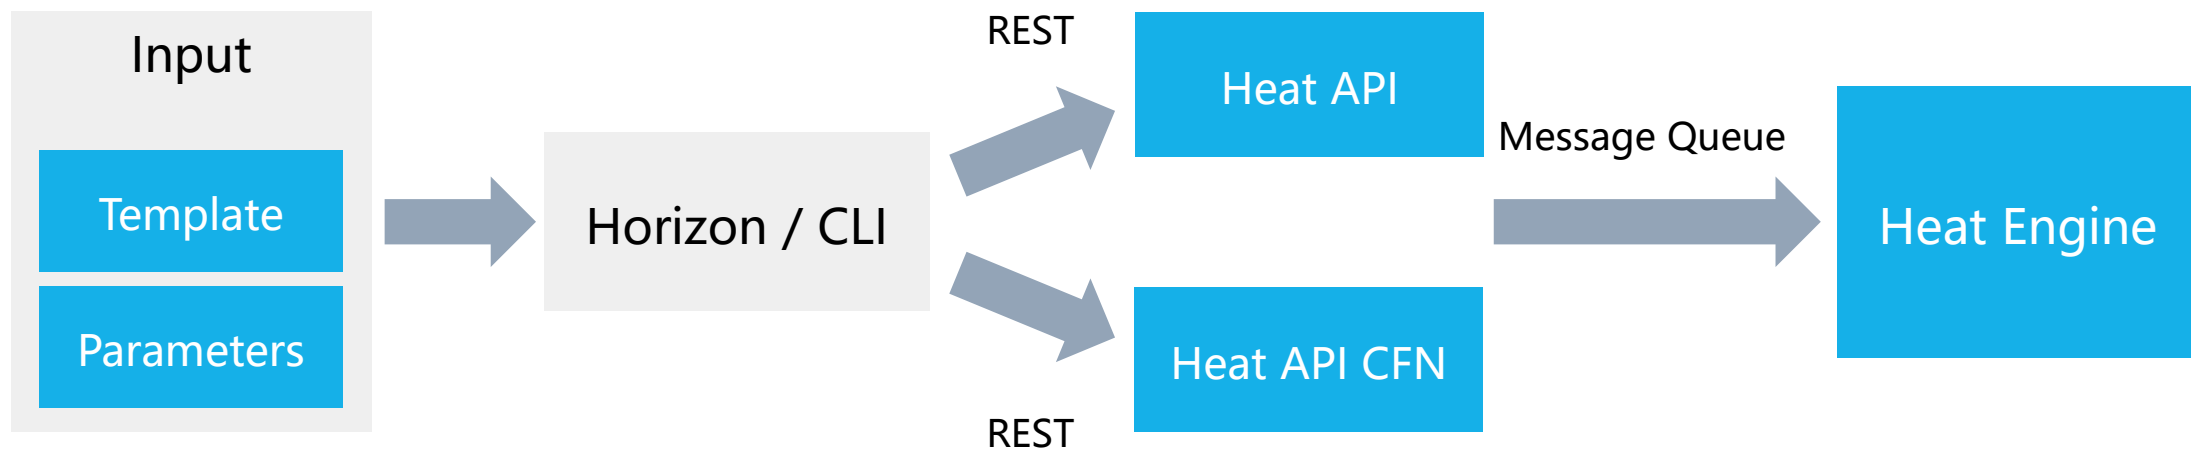 Input
Template
Parameters
Horizon / CLI
REST
REST
Heat API
Heat API CFN
Message Queue
Heat Engine